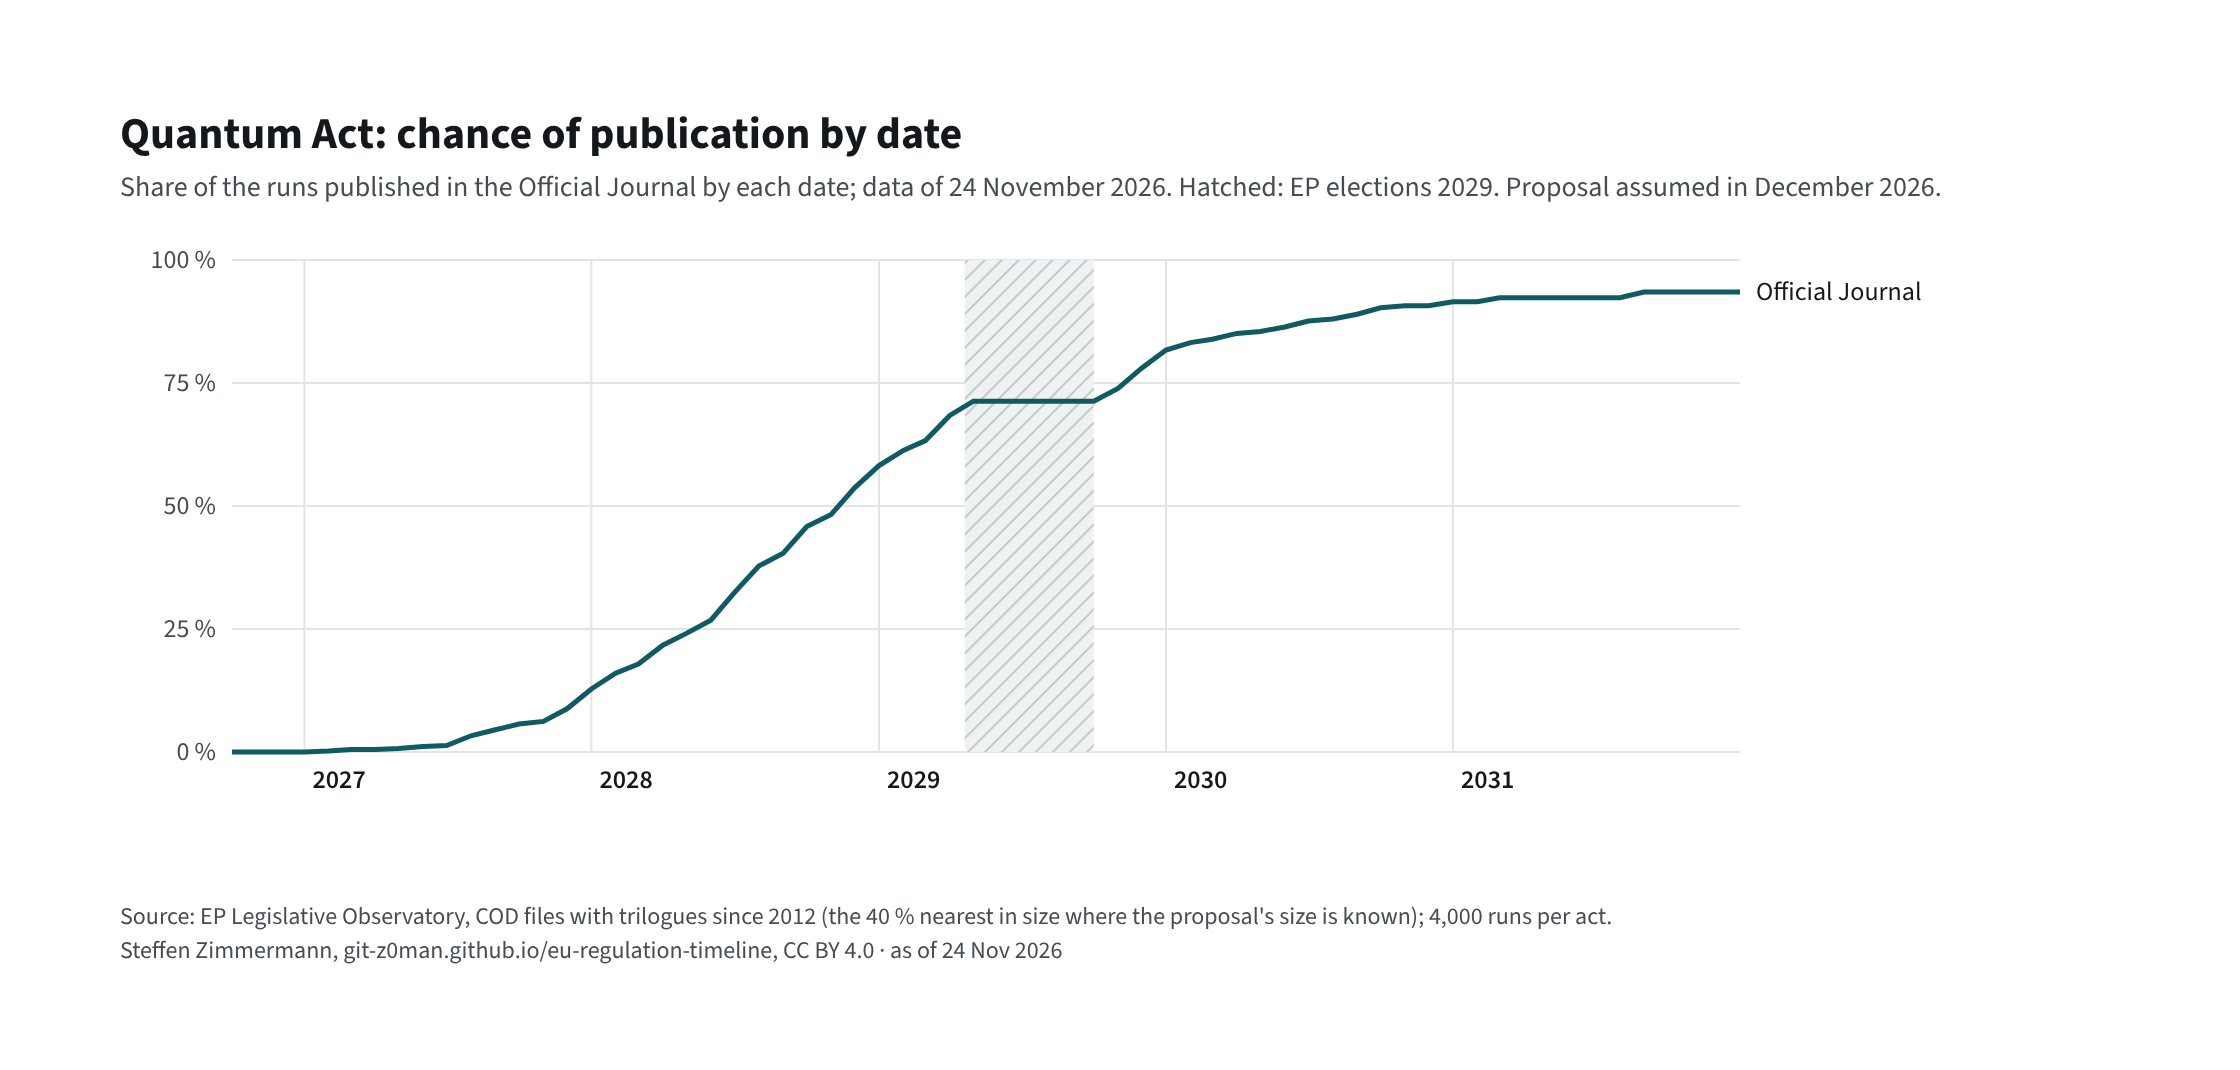 Quantum Act: chance of publication by date
Share of the runs published in the Official Journal by each date; data of 24 November 2026. Hatched: EP elections 2029. Proposal assumed in December 2026.
100 %
75 %
50 %
25 %
0 %
Official Journal
2027 2028 2029 2030 2031
Source: EP Legislative Observatory, COD files with trilogues since 2012 (the 40 % nearest in size where the proposal's size is known); 4,000 runs per act.
Steffen Zimmermann, git-z0man.github.io/eu-regulation-timeline, CC BY 4.0 · as of 24 Nov 2026